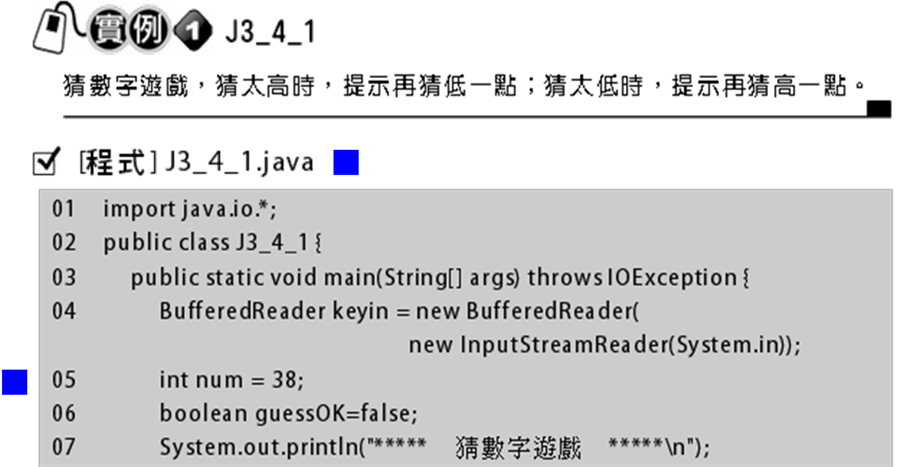 實例 1 J3_4_1
猜數字遊戲，猜太高時，提示再猜低一點；猜太低時，提示再猜高一點。
[程式] J3_4_1.java
01 import java.io.*;
02 public class J3_4_1 {
03 public static void main(String[] args) throws IOException {
04 BufferedReader keyin = new BufferedReader(
new InputStreamReader(System.in));
05 int num = 38;
06 boolean guessOK=false;
07 System.out.println("***** 猜數字遊戲 *****\n");